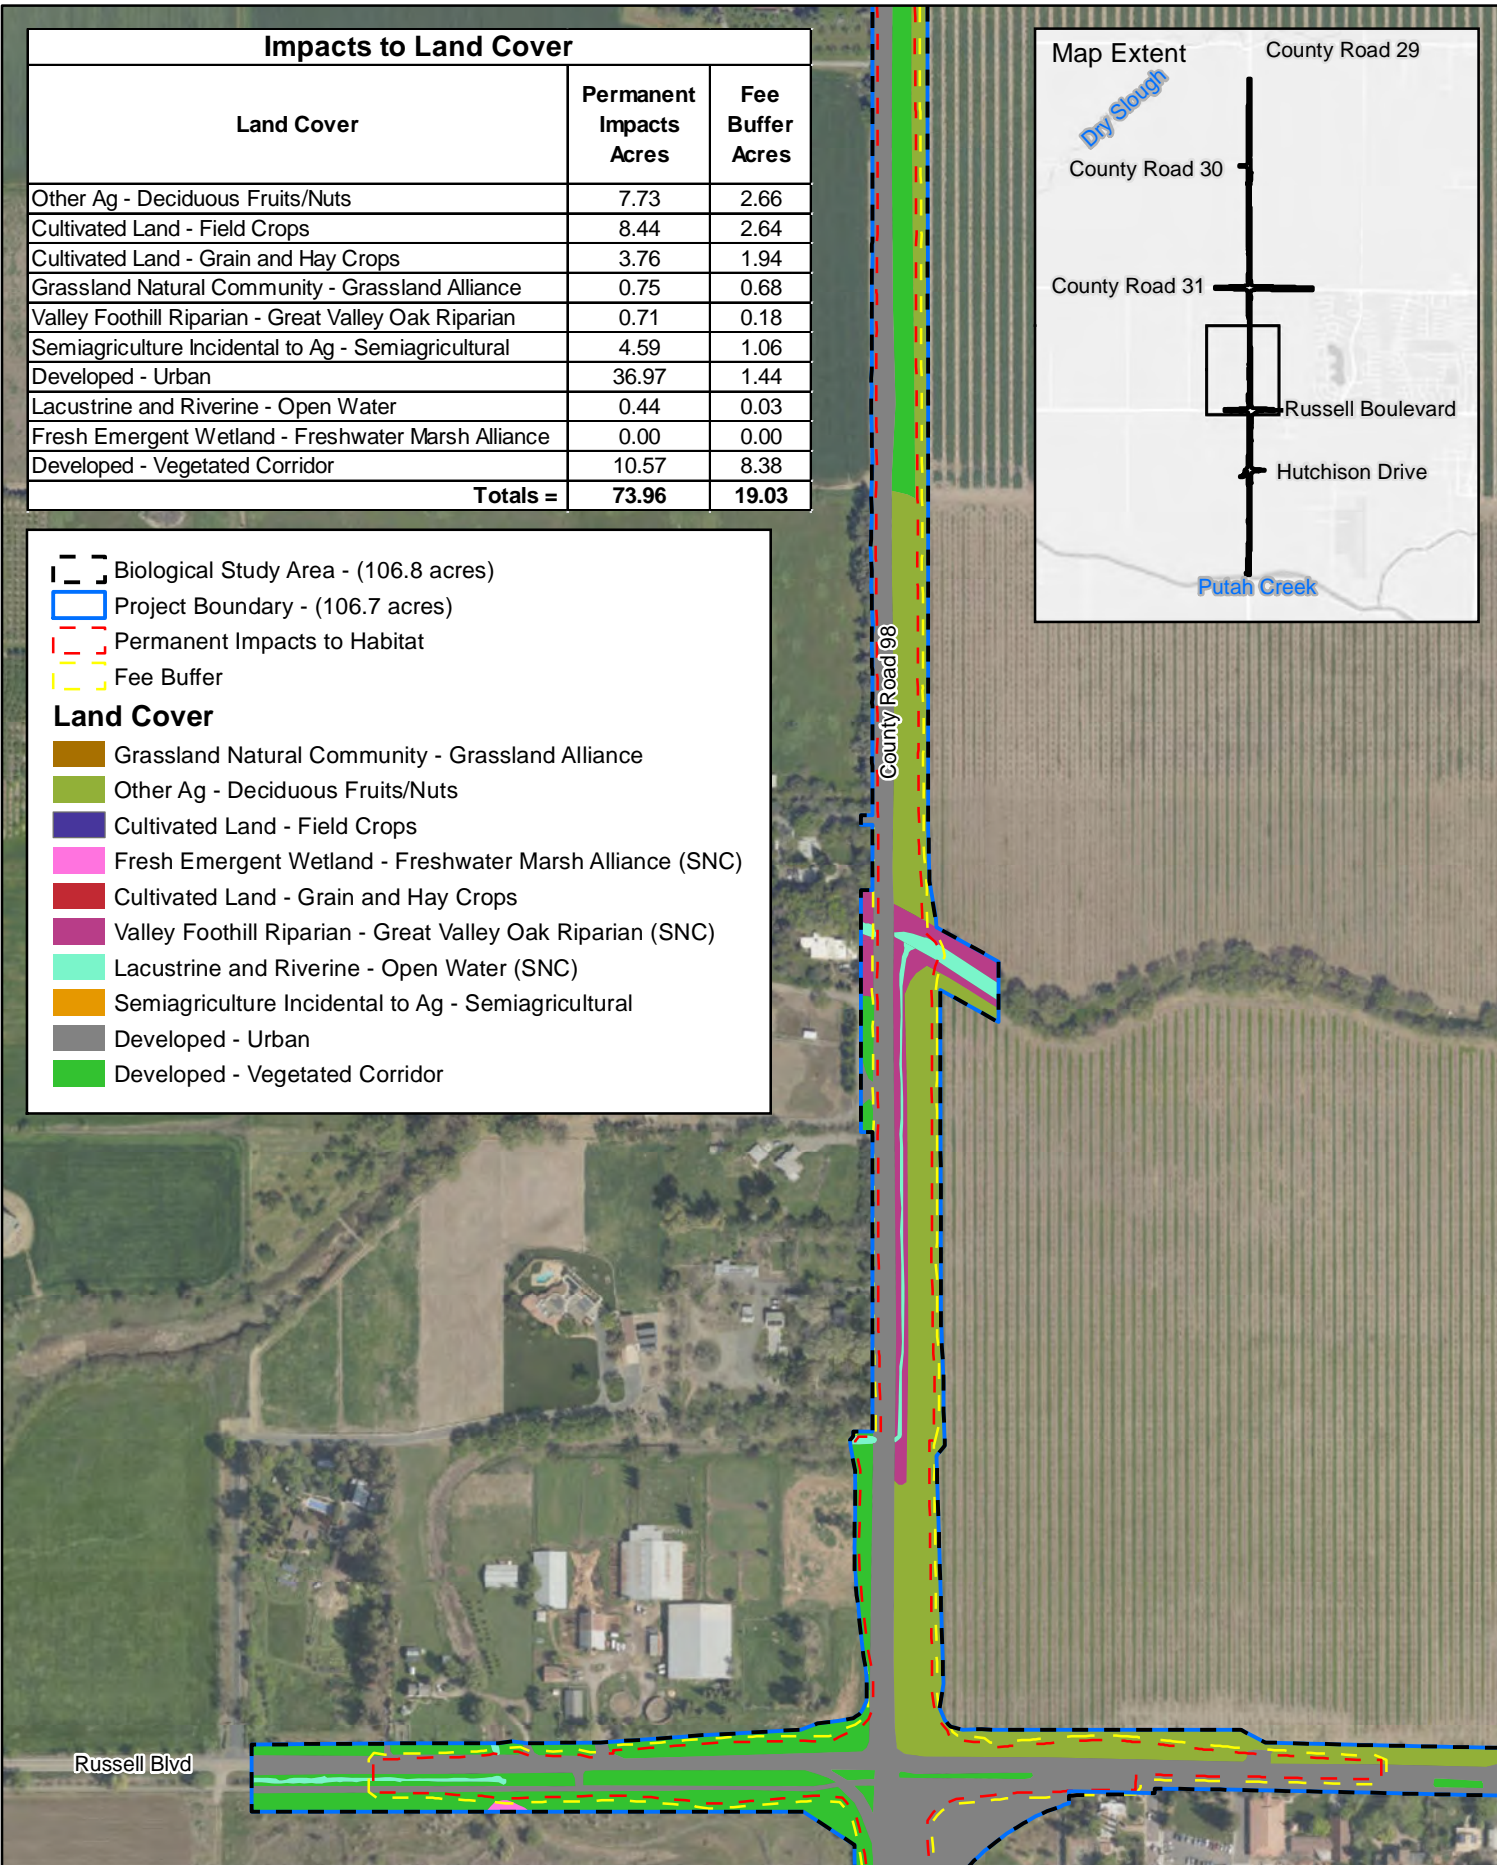 Impacts to Land Cover
Land Cover
Permanent
Impacts
Acres
Fee
Buffer
Acres
Other Ag - Deciduous Fruits/Nuts 7.73 2.66
Cultivated Land - Field Crops 8.44 2.64
Cultivated Land - Grain and Hay Crops 3.76 1.94
Grassland Natural Community - Grassland Alliance 0.75 0.68
Valley Foothill Riparian - Great Valley Oak Riparian 0.71 0.18
Semiagriculture Incidental to Ag - Semiagricultural 4.59 1.06
Developed - Urban 36.97 1.44
Lacustrine and Riverine - Open Water 0.44 0.03
Fresh Emergent Wetland - Freshwater Marsh Alliance 0.00 0.00
Developed - Vegetated Corridor 10.57 8.38
Totals = 73.96 19.03
Map Extent
County Road 29
Dry Slough
County Road 30
County Road 31
Russell Boulevard
Hutchison Drive
Putah Creek
Biological Study Area - (106.8 acres)
Project Boundary - (106.7 acres)
Permanent Impacts to Habitat
Fee Buffer
Land Cover
Grassland Natural Community - Grassland Alliance
Other Ag - Deciduous Fruits/Nuts
Cultivated Land - Field Crops
Fresh Emergent Wetland - Freshwater Marsh Alliance (SNC)
Cultivated Land - Grain and Hay Crops
Valley Foothill Riparian - Great Valley Oak Riparian (SNC)
Lacustrine and Riverine - Open Water (SNC)
Semiagriculture Incidental to Ag - Semiagricultural
Developed - Urban
Developed - Vegetated Corridor
County Road 98
Russell Blvd